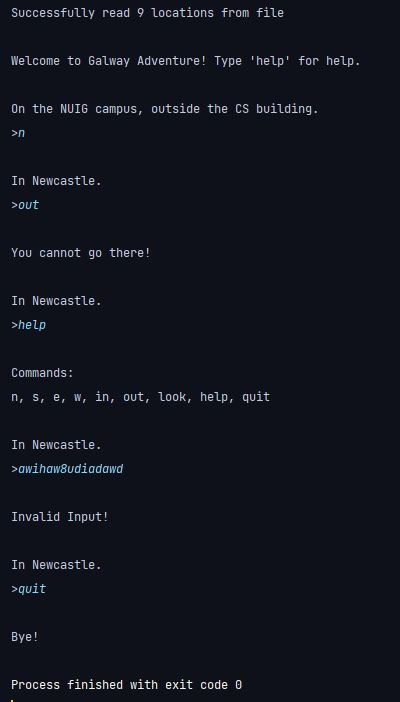 Successfully read 9 locations from file
Welcome to Galway Adventure! Type 'help' for help.
On the NUIG campus, outside the CS building.
>n
In Newcastle.
>out
You cannot go there!
In Newcastle.
>help
Commands:
n, s, e, w, in, out, look, help, quit
In Newcastle.
>awihaw8udiadawd
Invalid Input!
In Newcastle.
>quit
Bye!
Process finished with exit code 0